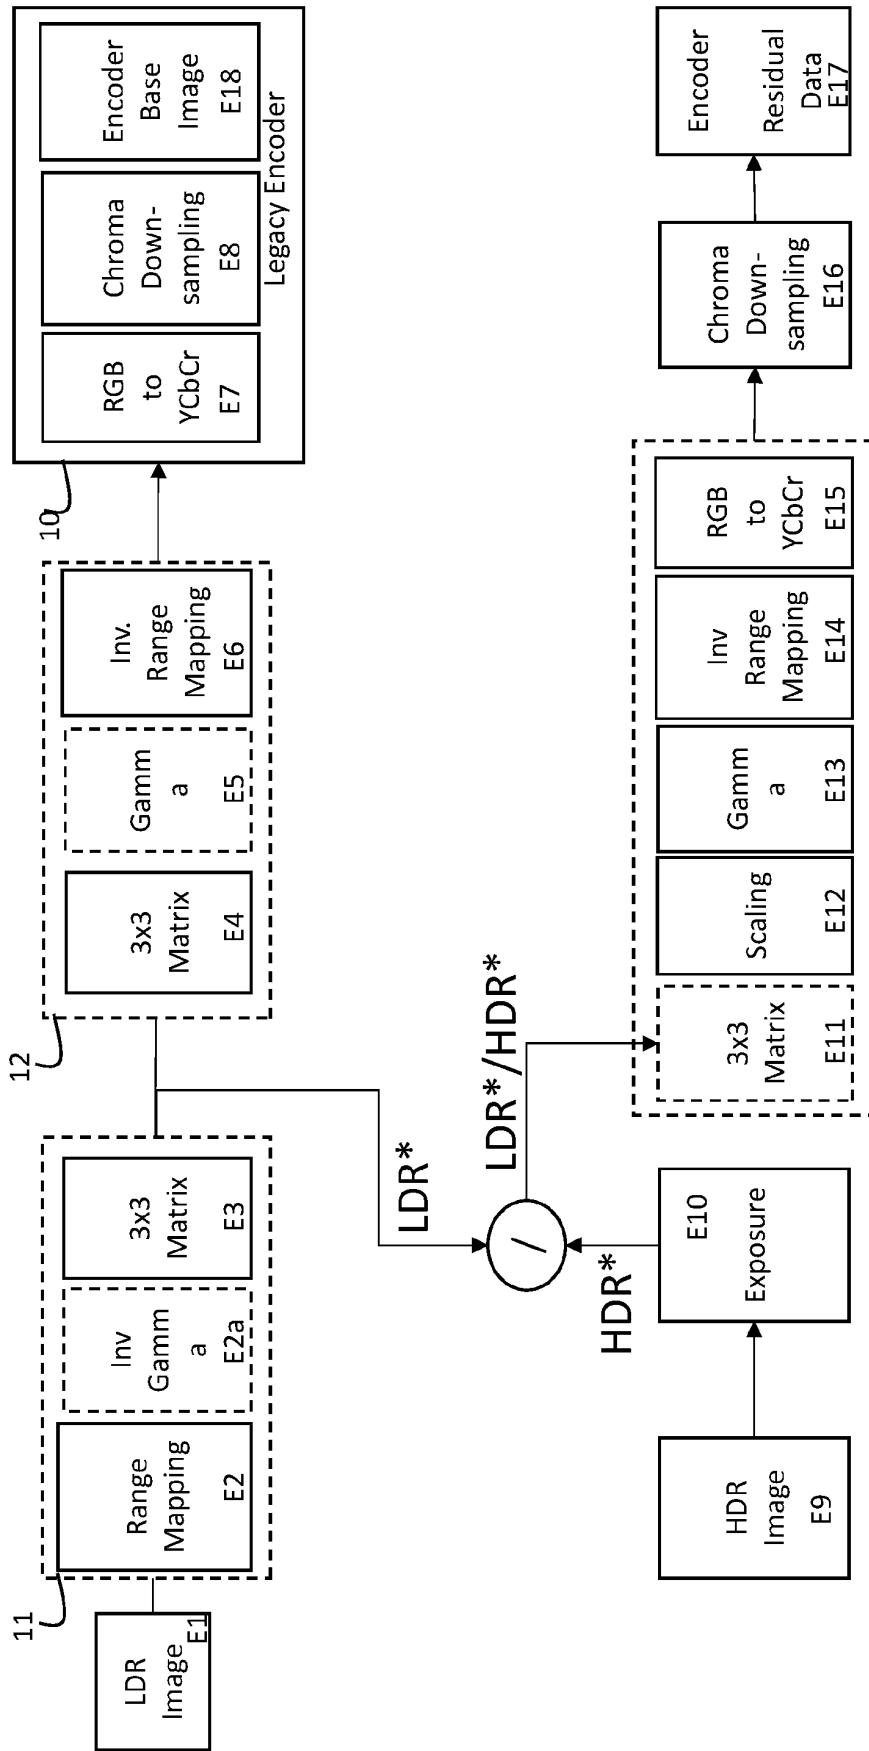 LDR
Image
E1
11
Range
Mapping
E2
Inv
Gamm
a
E2a
3x3
Matrix
E3
12
3x3
Matrix
E4
Gamm
a
E5
Inv.
Range
Mapping
E6
10
RGB
to
YCbCr
E7
Chroma
Down-
sampling
E8
Encoder
Base
Image
E18
Legacy Encoder
LDR*
/
LDR*/HDR*
HDR*
HDR
Image
E9
E10
Exposure
3x3
Matrix
E11
Scaling
E12
Gamm
a
E13
Inv
Range
Mapping
E14
RGB
to
YCbCr
E15
Chroma
Down-
sampling
E16
Encoder
Residual
Data
E17